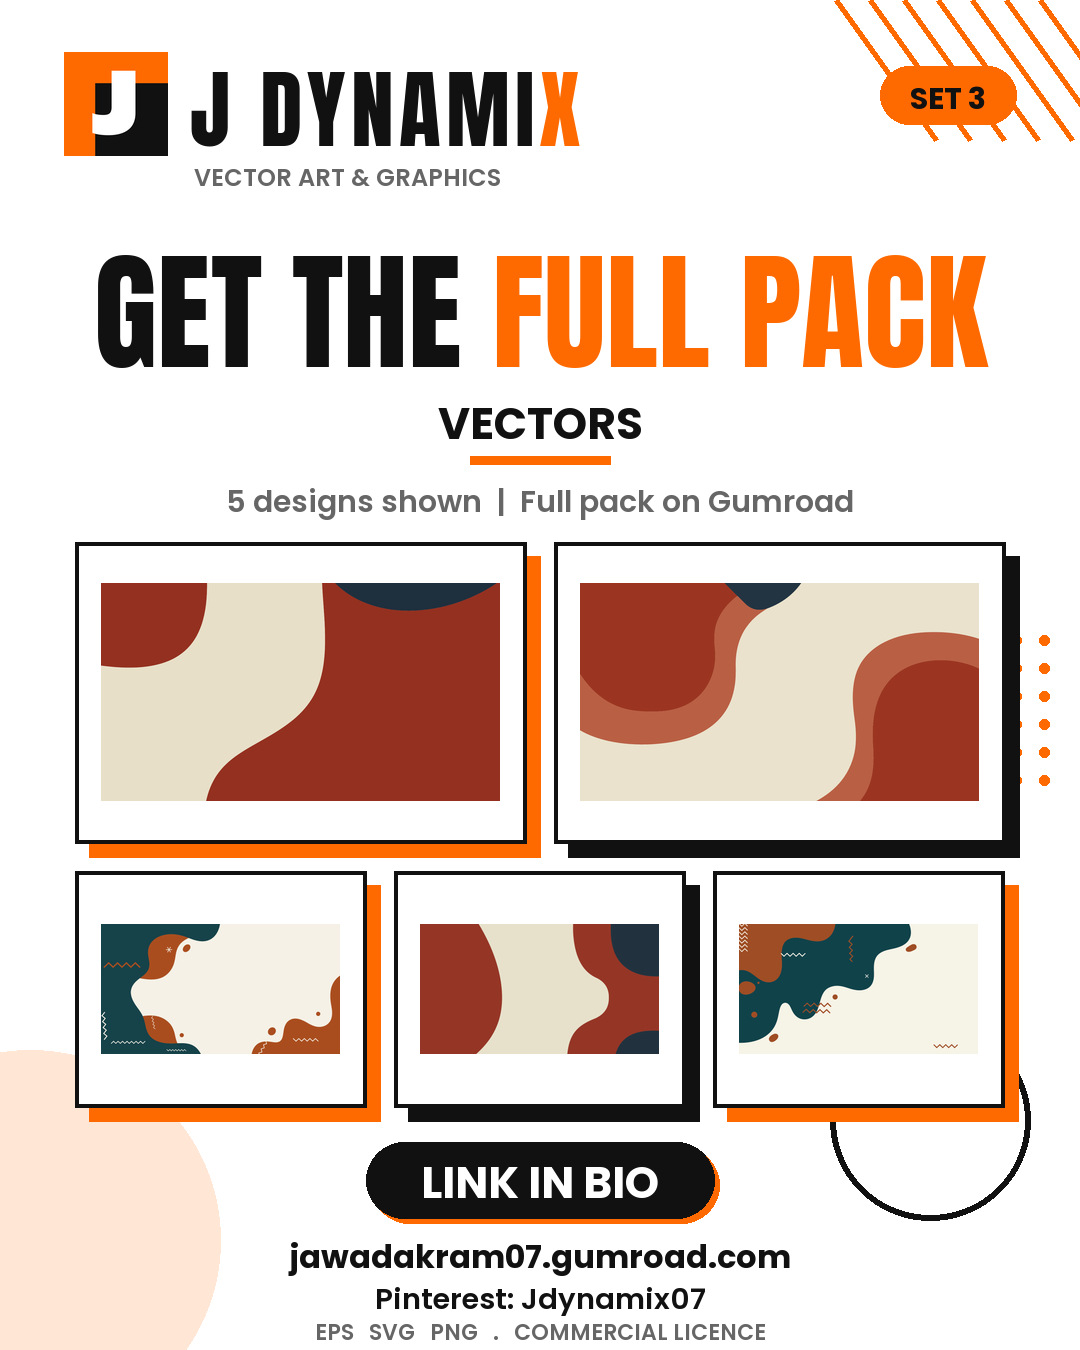 J
J DYNAMIX
VECTOR ART & GRAPHICS
SET 3
GET THE FULL PACK
VECTORS
5 designs shown | Full pack on Gumroad
LINK IN BIO
jawadakram07.gumroad.com
Pinterest: Jdynamix07
EPS SVG PNG . COMMERCIAL LICENCE